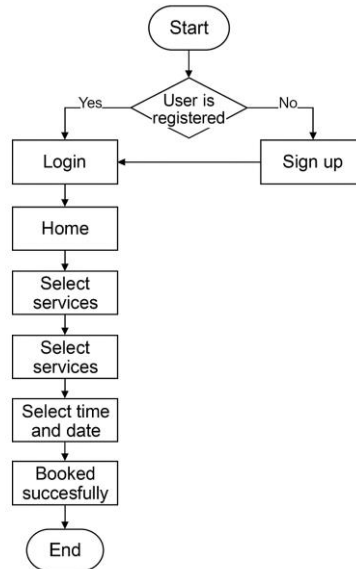 Start
User is
registered
Yes
No
Login
Sign up
Home
Select
services
Select
services
Select time
and date
Booked
succesfully
End